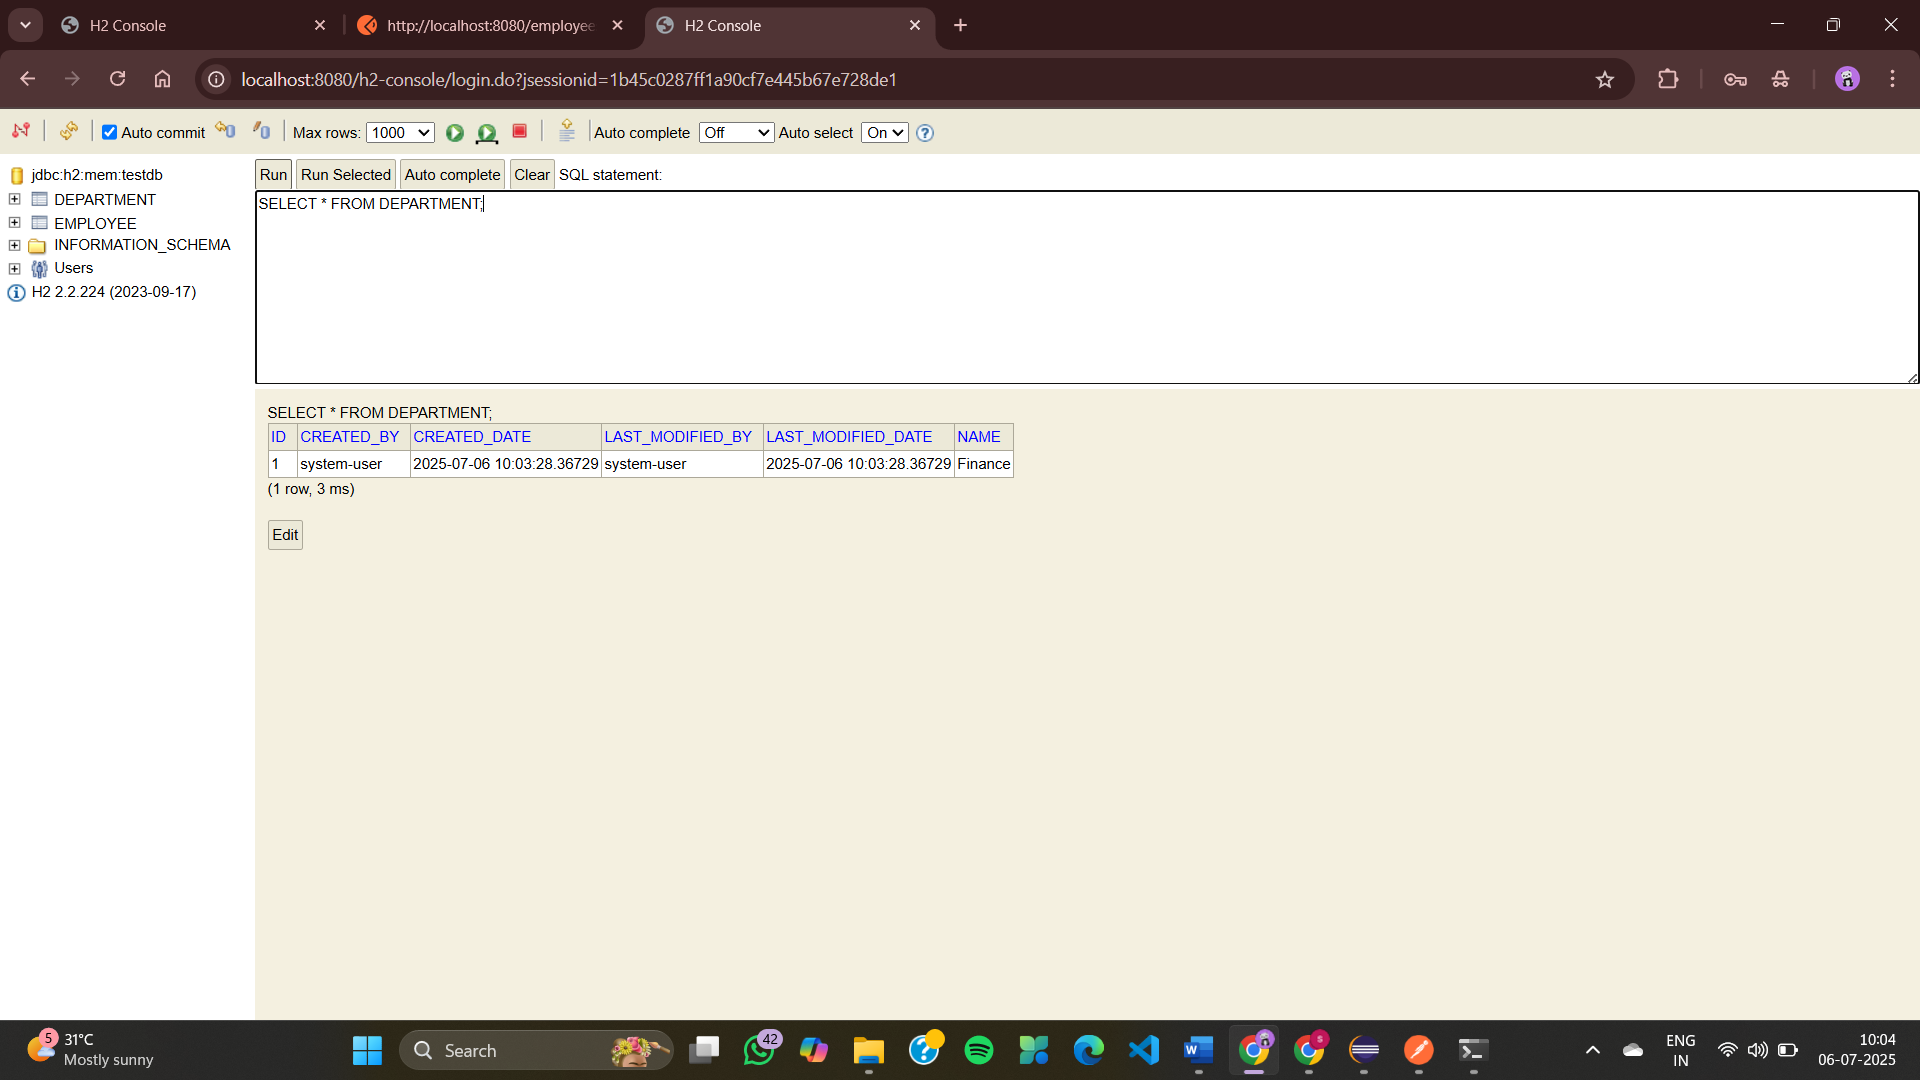 H2 Console
http://localhost:8080/employee
H2 Console
localhost:8080/h2-console/login.do?jsessionid=1b45c0287ff1a90cf7e445b67e728de1
Auto commit Max rows: 1000 Auto complete Off Auto select On
jdbc:h2:mem:testdb
DEPARTMENT
EMPLOYEE
INFORMATION_SCHEMA
Users
H2 2.2.224 (2023-09-17)
Run Run Selected Auto complete Clear SQL statement:
SELECT * FROM DEPARTMENT;
SELECT * FROM DEPARTMENT;
ID CREATED_BY CREATED_DATE LAST_MODIFIED_BY LAST_MODIFIED_DATE NAME
1 system-user 2025-07-06 10:03:28.36729 system-user 2025-07-06 10:03:28.36729 Finance
(1 row, 3 ms)
Edit
5
31°C
Mostly sunny
Search
42
S
ENG
IN
10:04
06-07-2025